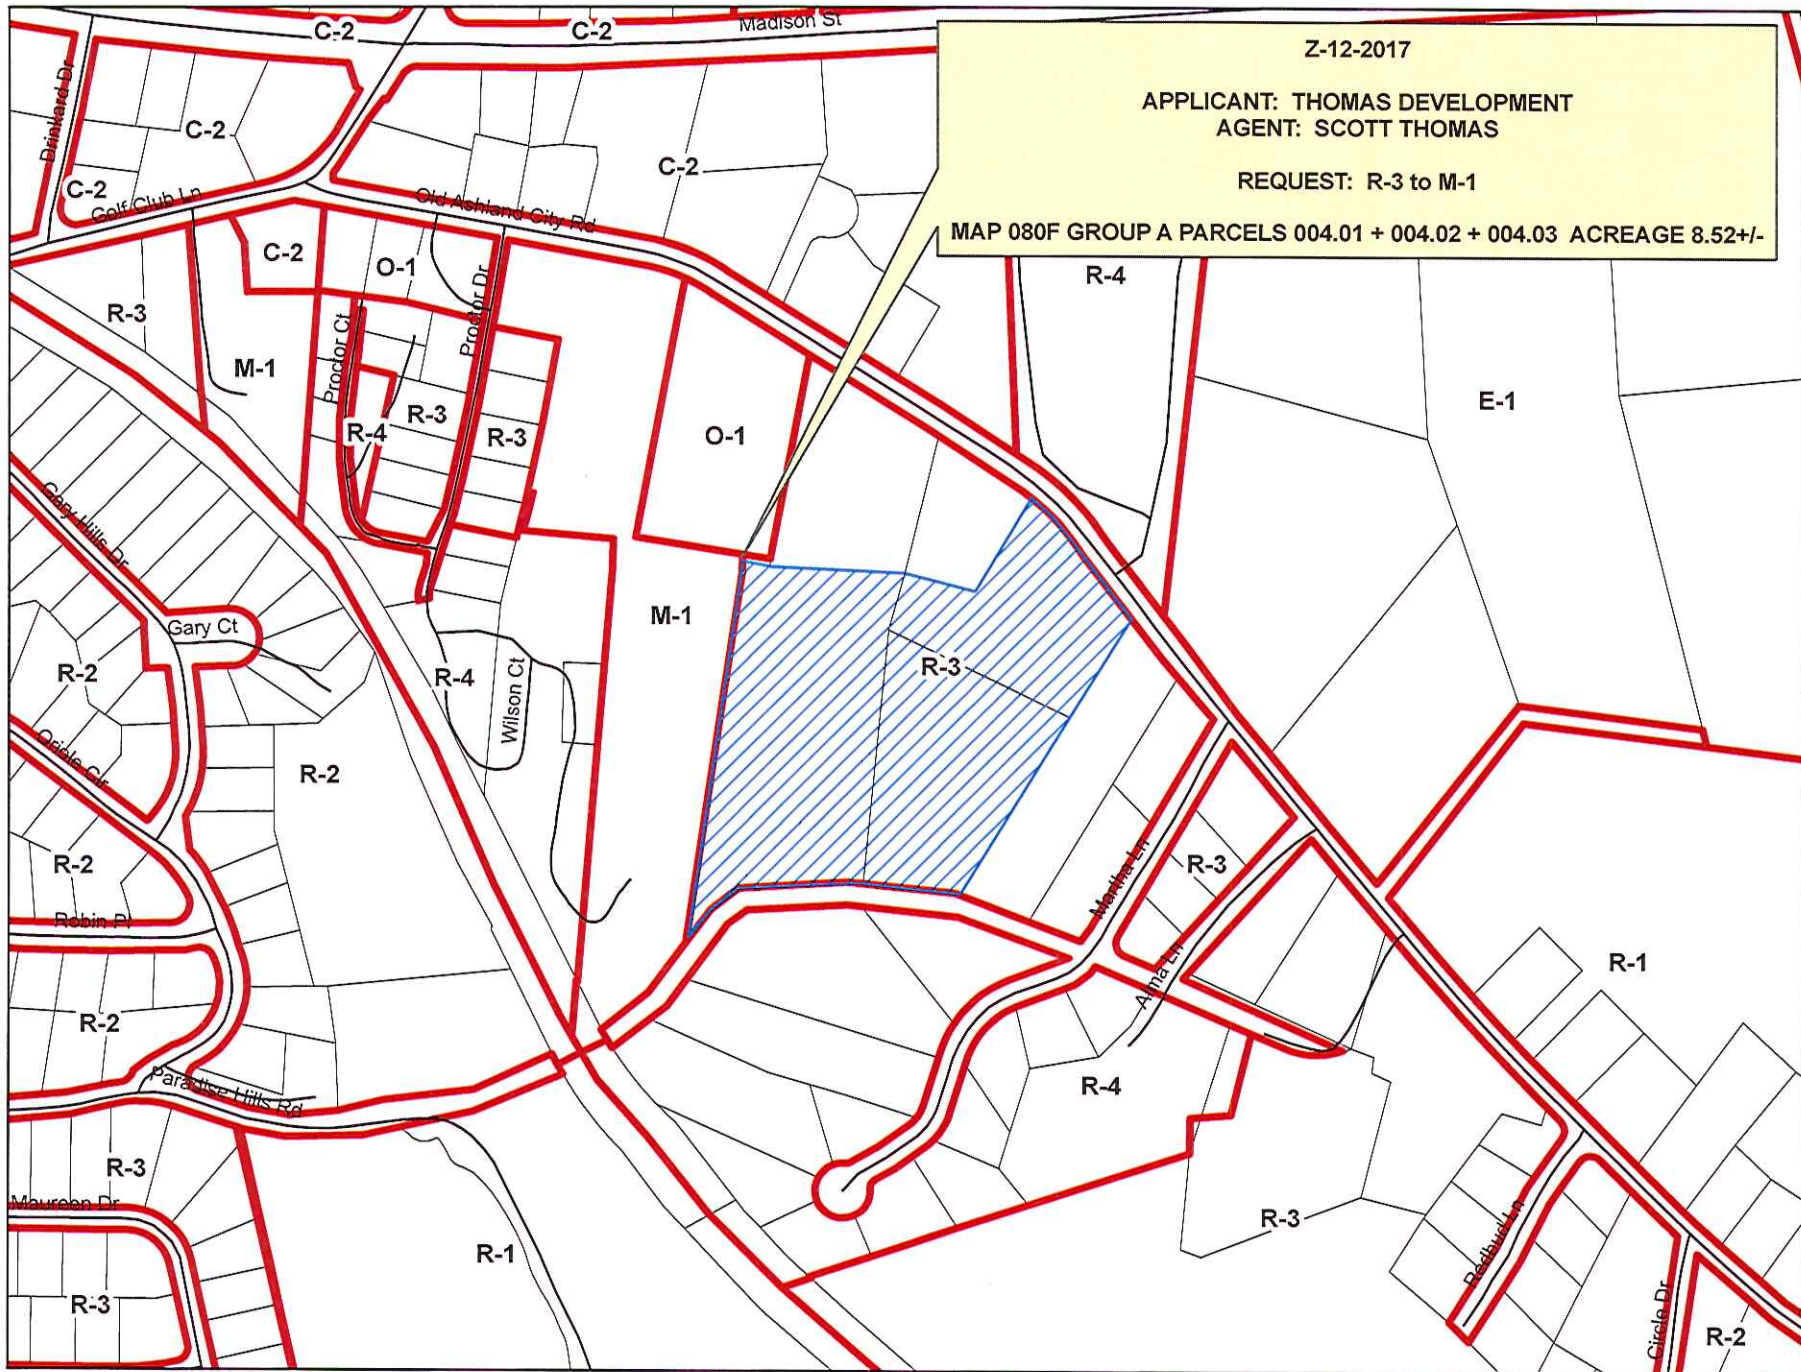 C-2
C-2
Madison St
Z-12-2017
APPLICANT: THOMAS DEVELOPMENT
AGENT: SCOTT THOMAS
REQUEST: R-3 to M-1
MAP 080F GROUP A PARCELS 004.01 + 004.02 + 004.03 ACREAGE 8.52+/-
Drinkard Dr
C-2
C-2
C-2
Golf Club Ln
Old Ashland City Rd
C-2
O-1
R-4
R-3
Proctor Ct
Proctor Dr
M-1
R-4
R-3
R-3
O-1
E-1
Gary Hills Dr
Gary Ct
M-1
R-2
R-4
Wilson Ct
R-3
Oriole Cir
R-2
R-2
Martha Ln
R-3
Robin Pl
Alma Ln
R-1
R-2
Paradise Hills Rd
R-4
R-3
Maureen Dr
R-1
R-3
Redbud Ln
R-3
Circle Dr
R-2